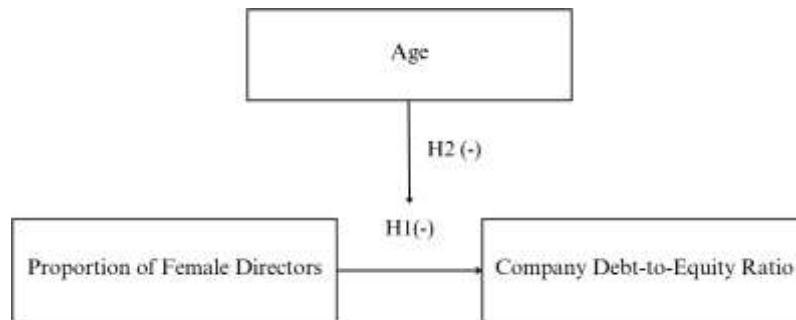 Age
H2 (-)
H1(-)
Proportion of Female Directors
Company Debt-to-Equity Ratio